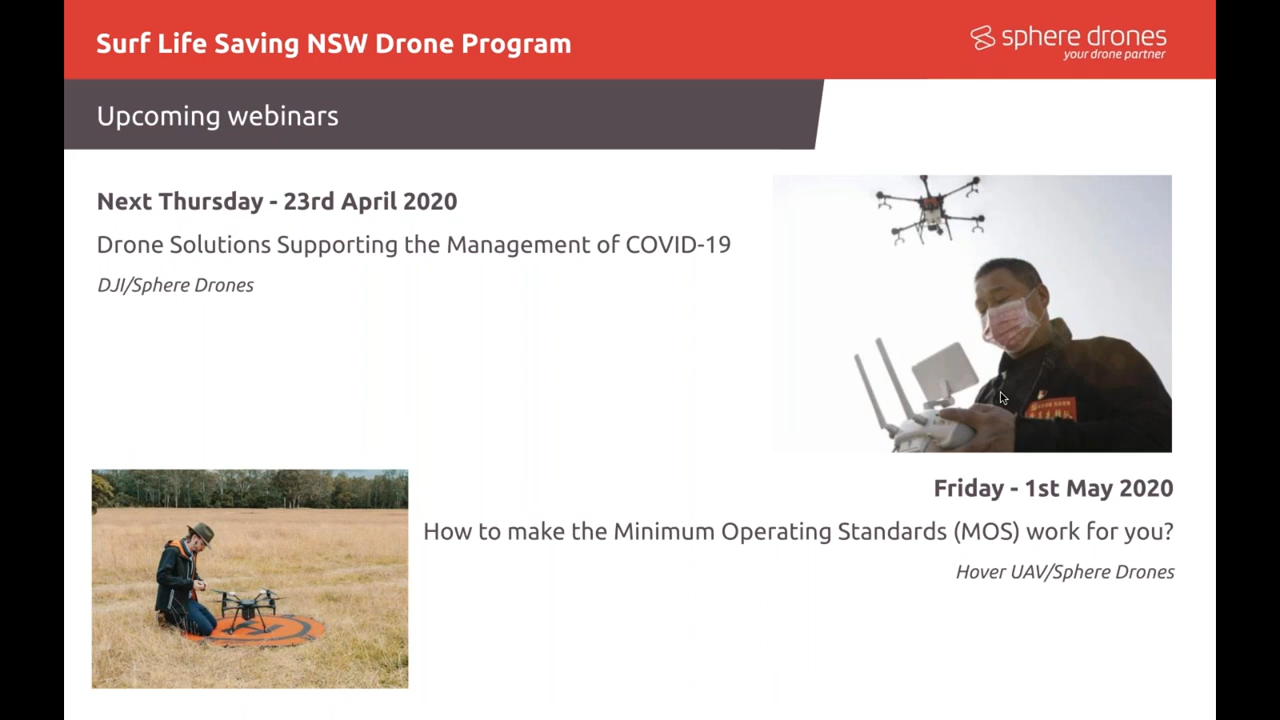 Surf Life Saving NSW Drone Program
sphere drones
your drone partner
Upcoming webinars
Next Thursday - 23rd April 2020
Drone Solutions Supporting the Management of COVID-19
DJI/Sphere Drones
Friday - 1st May 2020
How to make the Minimum Operating Standards (MOS) work for you?
Hover UAV/Sphere Drones